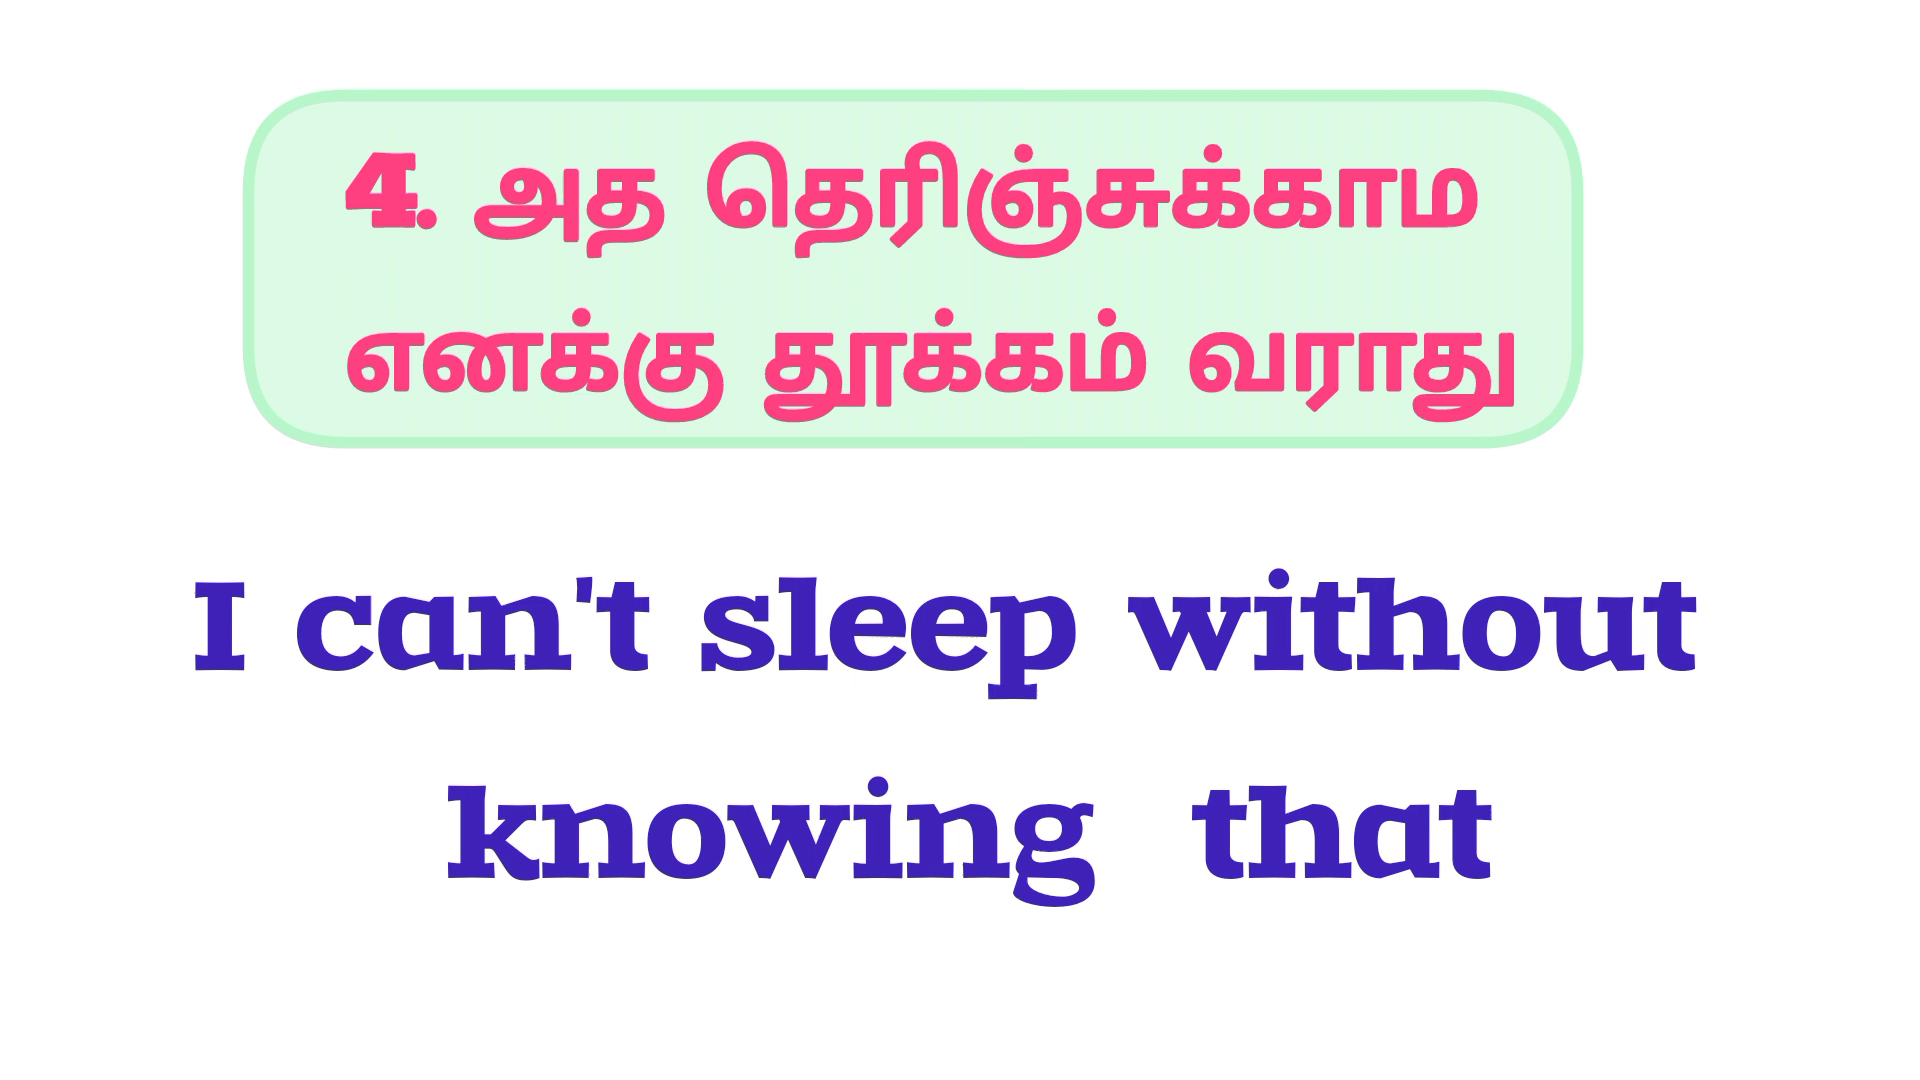 4. அத தெரிஞ்சுக்காம
எனக்கு தூக்கம் வராது
I can't sleep without
knowing that